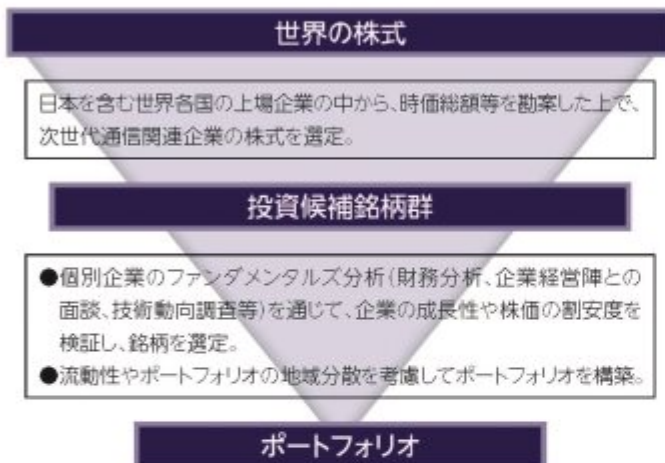 世界の株式
日本を含む世界各国の上場企業の中から、時価総額等を勘案した上で、
次世代通信関連企業の株式を選定。
投資候補銘柄群
●個別企業のファンダメンタルズ分析(財務分析、企業経営陣との
面談、技術動向調査等)を通じて、企業の成長性や株価の割安度を
検証し、銘柄を選定。
●流動性やポートフォリオの地域分散を考慮してポートフォリオを構築。
ポートフォリオ